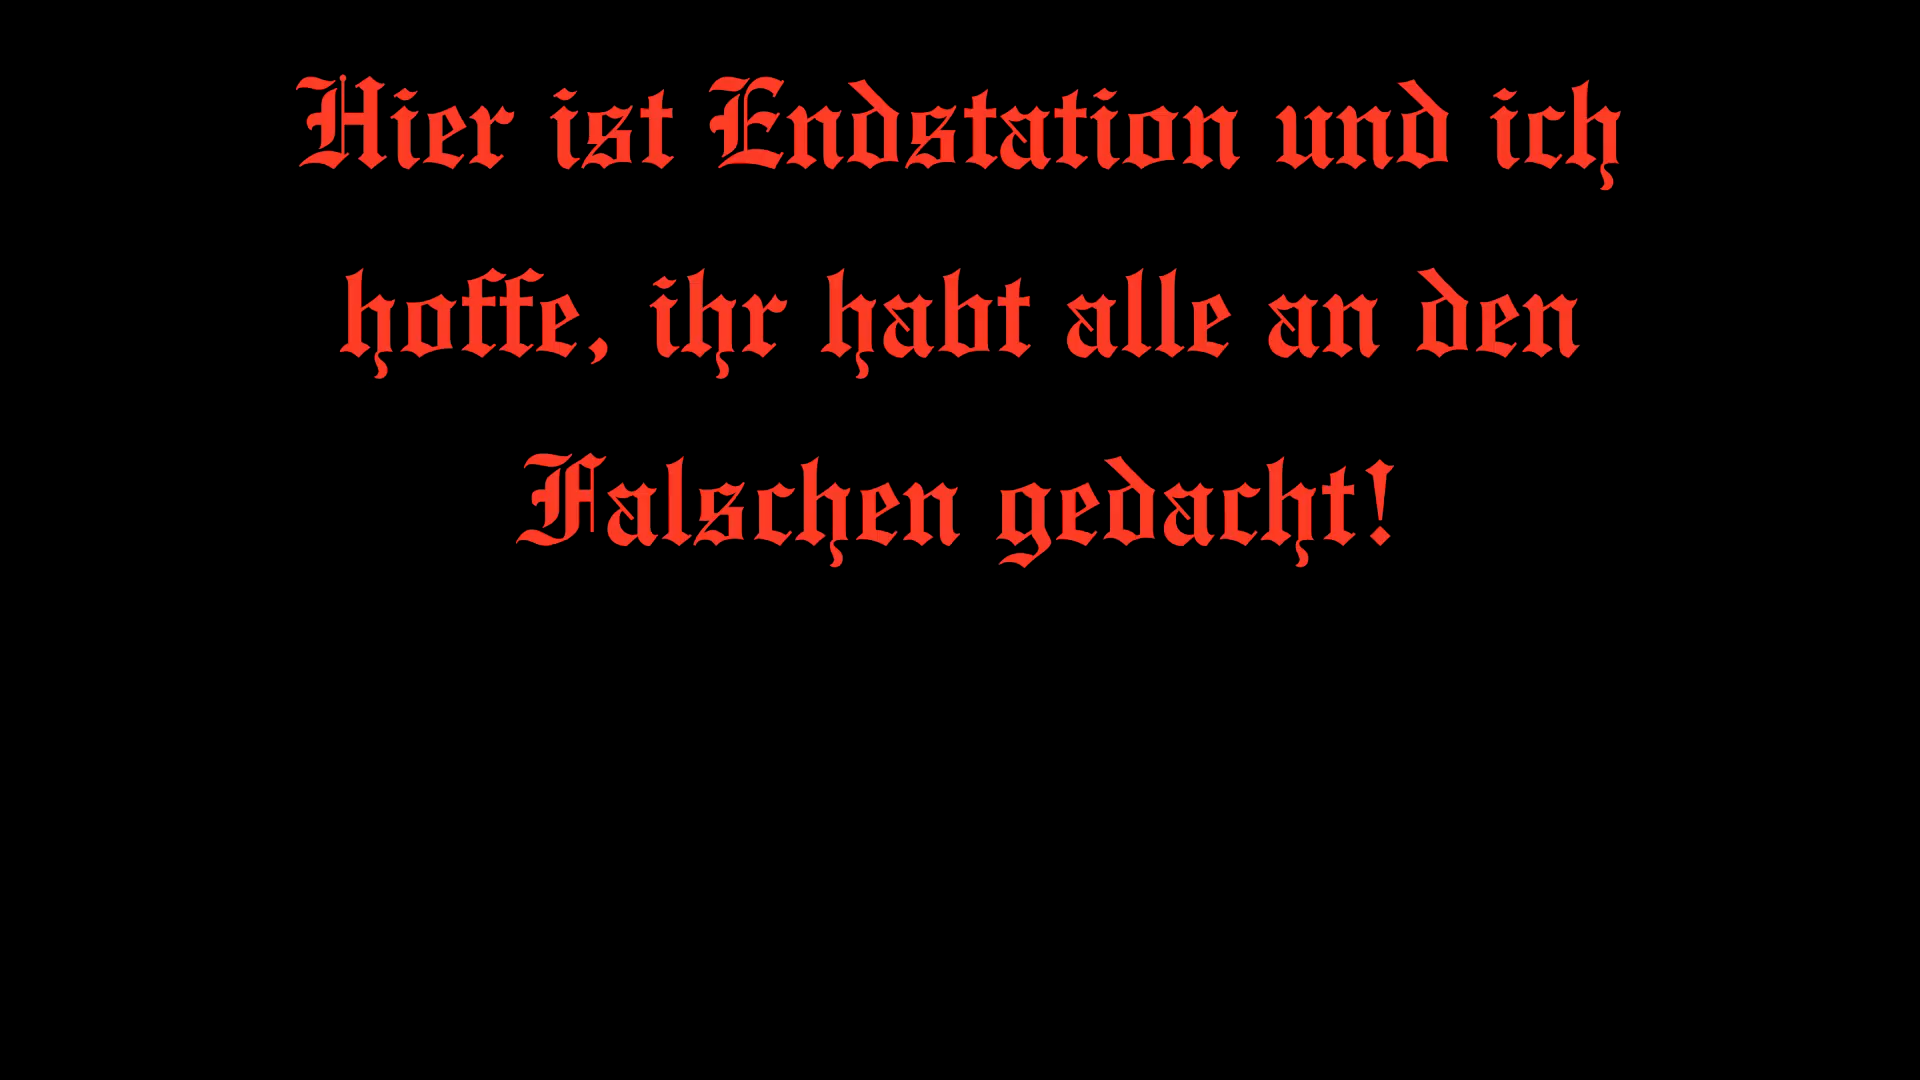 Hier ist Endstation und ich
hoffe, ihr habt alle an den
Falschen gedacht!